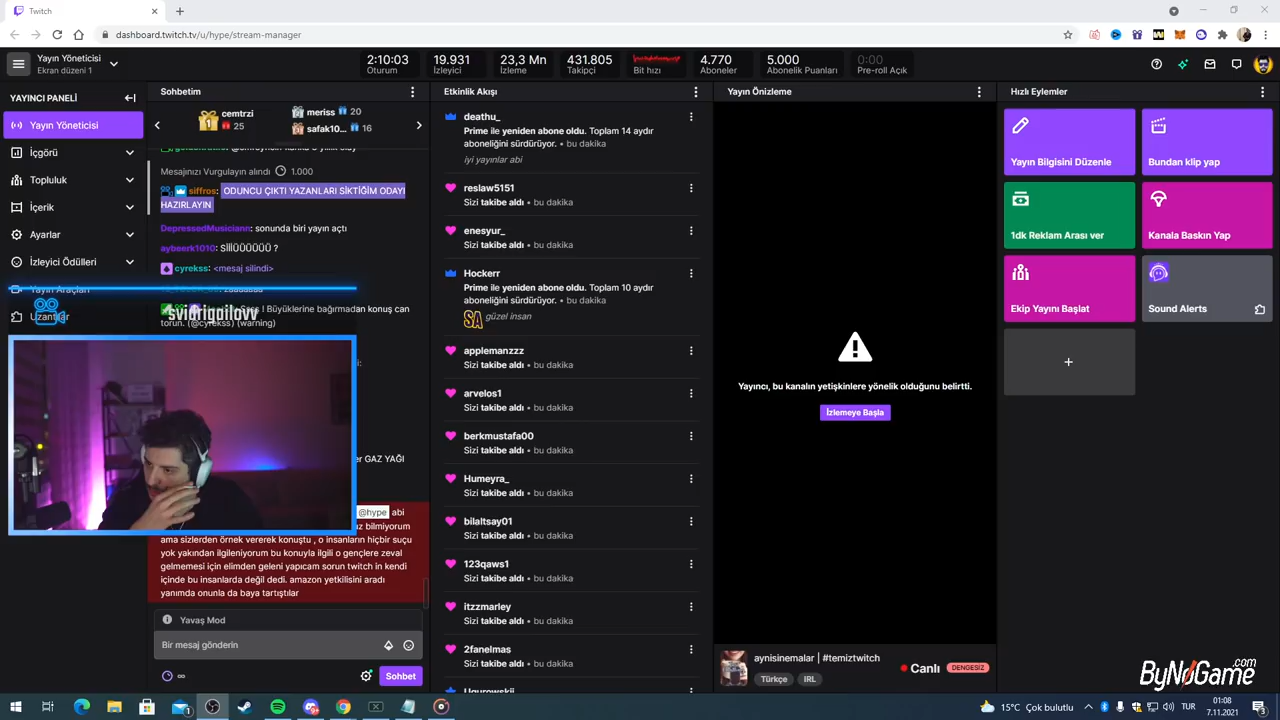 Twitch
dashboard.twitch.tv/u/hype/stream-manager
Yayın Yöneticisi
Ekran düzeni 1
2:10:03
Oturum
19.931
İzleyici
23,3 Mn
İzleme
431.805
Takipçi
Bit hızı
4.770
Aboneler
5.000
Abonelik Puanları
0:00
Pre-roll Açık
YAYINCI PANELİ
Yayın Yöneticisi
İçgörü
Topluluk
İçerik
Ayarlar
İzleyici Ödülleri
Yayın Araçları
Uzantılar
Sohbetim
cemtrzi
25
meriss 20
safak10... 16
Mesajınızı Vurgulayın alındı 1.000
siffros: ODUNCU ÇIKTI YAZANLARI SİKTİĞİM ODAYI
HAZIRLAYIN
DepressedMusiciann: sonunda biri yayın açtı
aybeerk1010: SİİİÜÜÜÜÜÜ ?
cyrekss: <mesaj silindi>
! Büyüklerine bağırmadan konuş can
torun. (@cyrekss) (warning)
GAZ YAĞI
@hype abi
bilmiyorum
ama sizlerden örnek vererek konuştu , o insanların hiçbir suçu
yok yakından ilgileniyorum bu konuyla ilgili o gençlere zeval
gelmemesi için elimden geleni yapıcam sorun twitch in kendi
içinde bu insanlarda değil dedi. amazon yetkilisini aradı
yanımda onunla da baya tartıştılar
Yavaş Mod
Bir mesaj gönderin
Sohbet
Etkinlik Akışı
deathu_
Prime ile yeniden abone oldu. Toplam 14 aydır
aboneliğini sürdürüyor. • bu dakika
iyi yayınlar abi
reslaw5151
Sizi takibe aldı • bu dakika
enesyur_
Sizi takibe aldı • bu dakika
Hockerr
Prime ile yeniden abone oldu. Toplam 10 aydır
aboneliğini sürdürüyor. • bu dakika
SA güzel insan
applemanzzz
Sizi takibe aldı • bu dakika
arvelos1
Sizi takibe aldı • bu dakika
berkmustafa00
Sizi takibe aldı • bu dakika
Humeyra_
Sizi takibe aldı • bu dakika
bilaltsay01
Sizi takibe aldı • bu dakika
123qaws1
Sizi takibe aldı • bu dakika
itzzmarley
Sizi takibe aldı • bu dakika
2fanelmas
Sizi takibe aldı • bu dakika
Ugurowskii
Yayın Önizleme
Yayıncı, bu kanalın yetişkinlere yönelik olduğunu belirtti.
İzlemeye Başla
aynisinemalar | #temiztwitch
Türkçe IRL
Canlı DENGESİZ
Hızlı Eylemler
Yayın Bilgisini Düzenle
Bundan klip yap
1dk Reklam Arası ver
Kanala Baskın Yap
Ekip Yayını Başlat
Sound Alerts
ByNoGame.com
15°C Çok bulutlu
TUR
01:08
7.11.2021